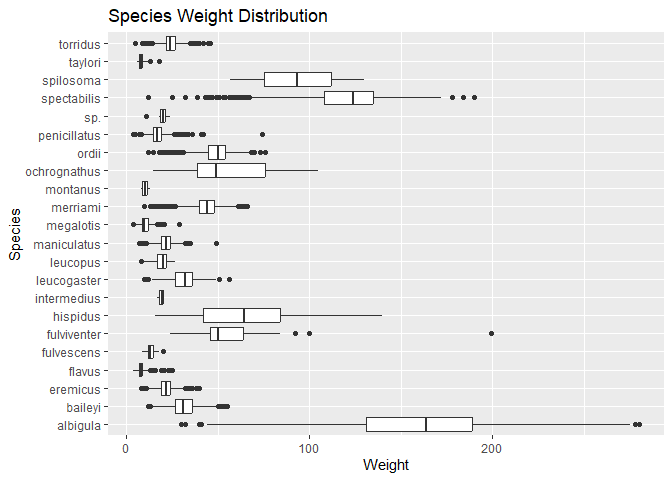 Species Weight Distribution
torridus
taylori
spilosoma
spectabilis
sp.
penicillatus
ordii
ochrognathus
montanus
merriami
megalotis
maniculatus
leucopus
leucogaster
intermedius
hispidus
fulviventer
fulvescens
flavus
eremicus
baileyi
albigula
Species
0 100 200
Weight